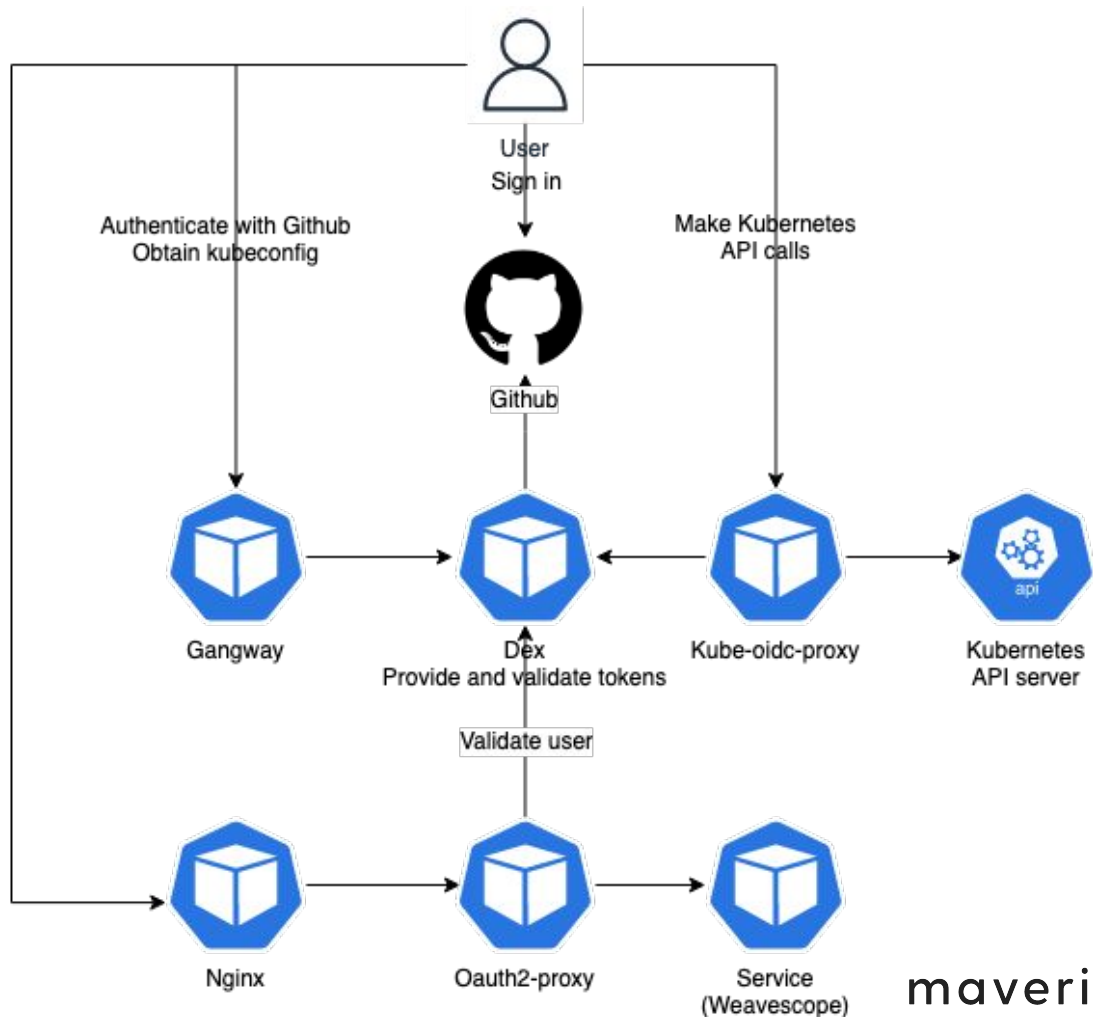 User
Sign in
Authenticate with Github
Obtain kubeconfig
Make Kubernetes
API calls
Github
api
Gangway
Dex
Provide and validate tokens
Kube-oidc-proxy
Kubernetes
API server
Validate user
Nginx
Oauth2-proxy
Service
(Weavescope)
maveri